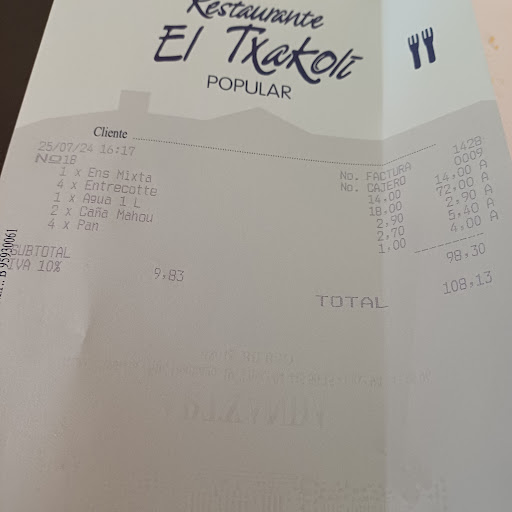 Restaurante
El Txakoli
POPULAR
Cliente
25/07/24 16:17
No. FACTURA 1428
Nº18
No. CAJERO 0009
1 x Ens Mixta 14,00 14,00 A
4 x Entrecotte 18,00 72,00 A
1 x Agua 1 L 2,90 2,90 A
2 x Caña Mahou 2,70 5,40 A
4 x Pan 1,00 4,00 A
SUBTOTAL 98,30
IVA 10% 9,83
TOTAL 108,13
B 95930061